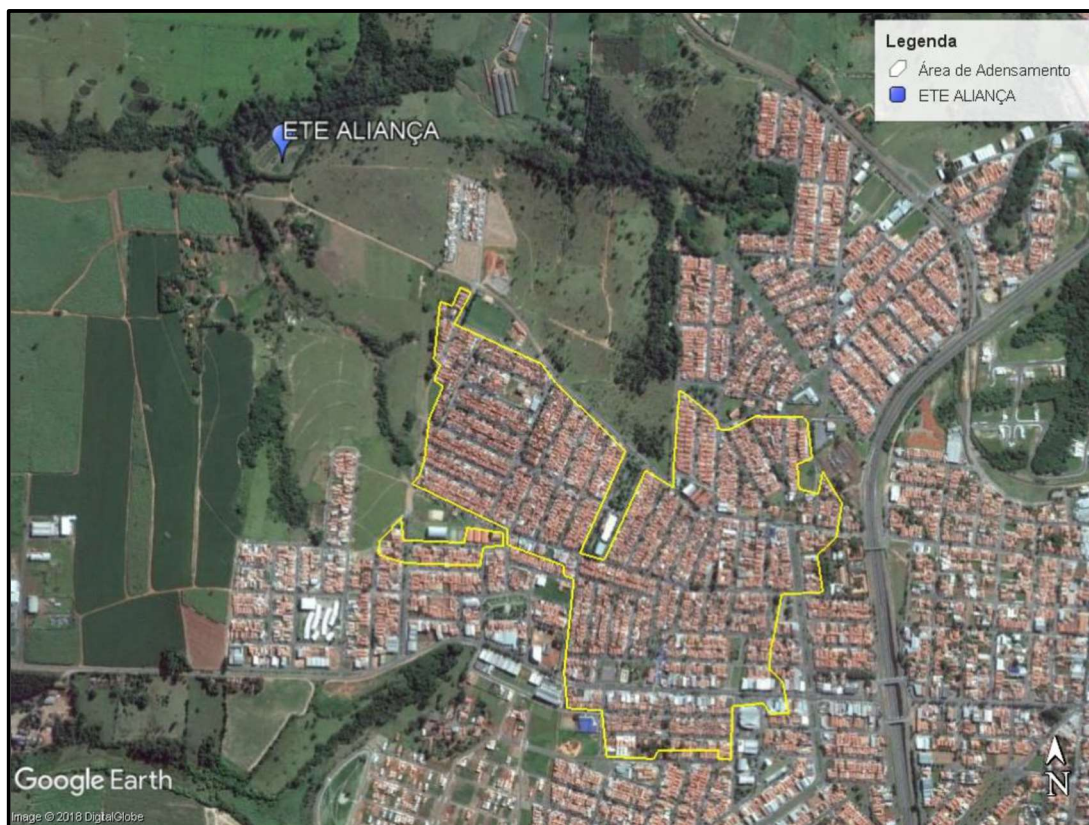 Legenda
Área de Adensamento
ETE ALIANÇA
ETE ALIANÇA
Google Earth
N
Image © 2018 DigitalGlobe